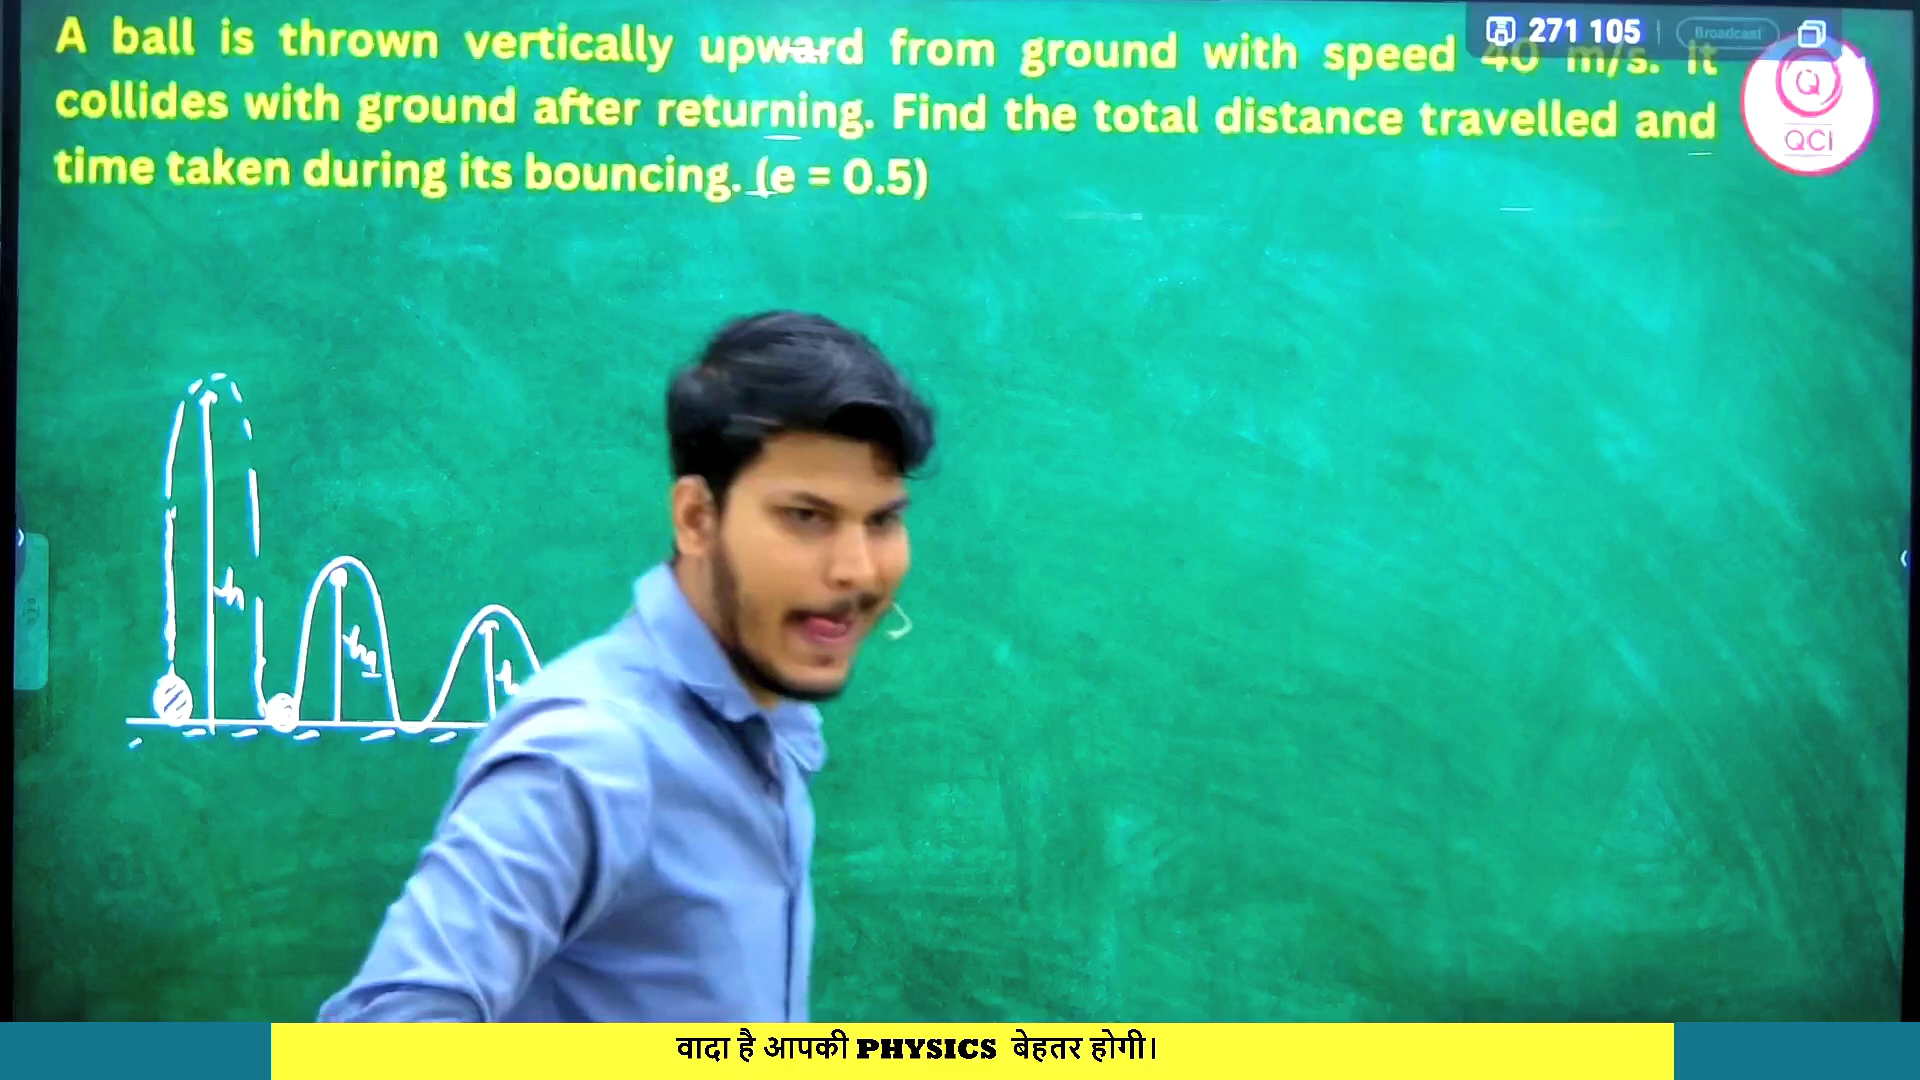 271 105
Broadcast
A ball is thrown vertically upward from ground with speed 40 m/s. It
collides with ground after returning. Find the total distance travelled and
time taken during its bouncing. (e = 0.5)
Q
QCI
h
h1
h
वादा है आपकी PHYSICS बेहतर होगी।